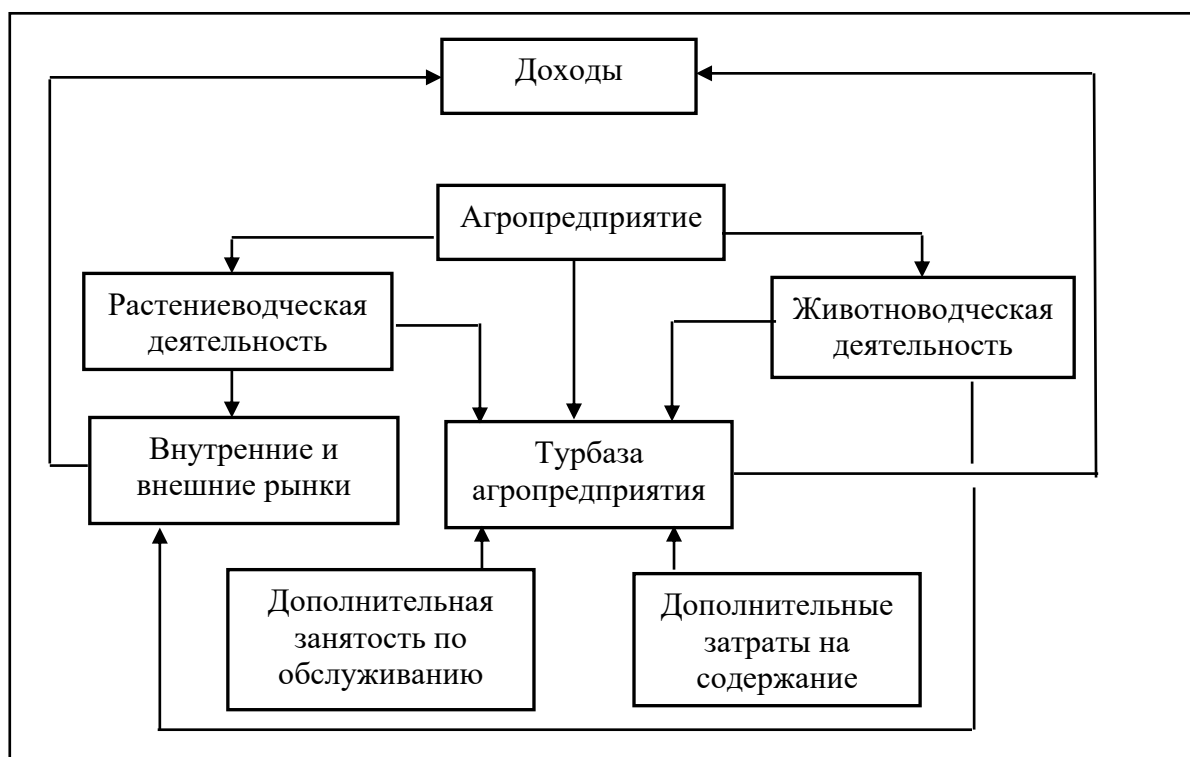 Доходы
Агропредприятие
Растениеводческая
деятельность
Животноводческая
деятельность
Внутренние и
внешние рынки
Турбаза
агропредприятия
Дополнительная
занятость по
обслуживанию
Дополнительные
затраты на
содержание